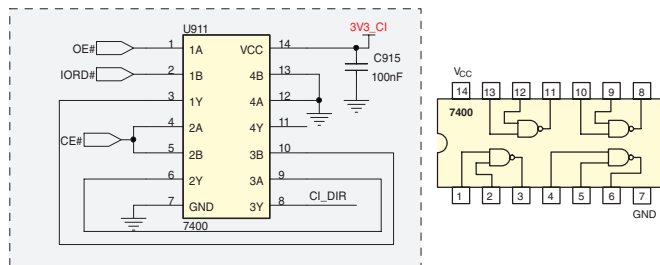 U911
3V3_CI
OE# 1 1A VCC 14
C915
100nF
IORD# 2 1B 4B 13
3 1Y 4A 12
CE# 4 2A 4Y 11
5 2B 3B 10
6 2Y 3A 9
7 GND 3Y 8 CI_DIR
7400
VCC
14 13 12 11 10 9 8
7400
1 2 3 4 5 6 7
GND